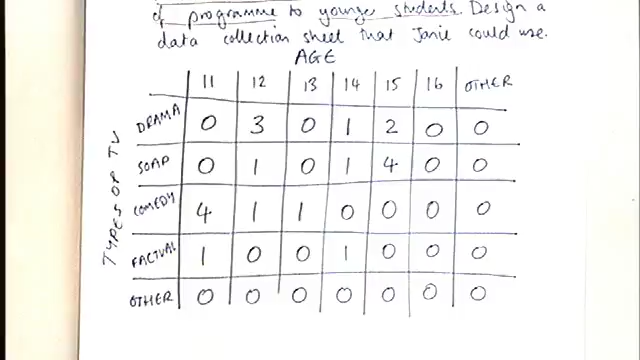 of programme to younger students. Design a
data collection sheet that Janie could use.
AGE
11 12 13 14 15 16 OTHER
TYPES OF TV
DRAMA 0 3 0 1 2 0 0
SOAP 0 1 0 1 4 0 0
COMEDY 4 1 1 0 0 0 0
FACTUAL 1 0 0 1 0 0 0
OTHER 0 0 0 0 0 0 0